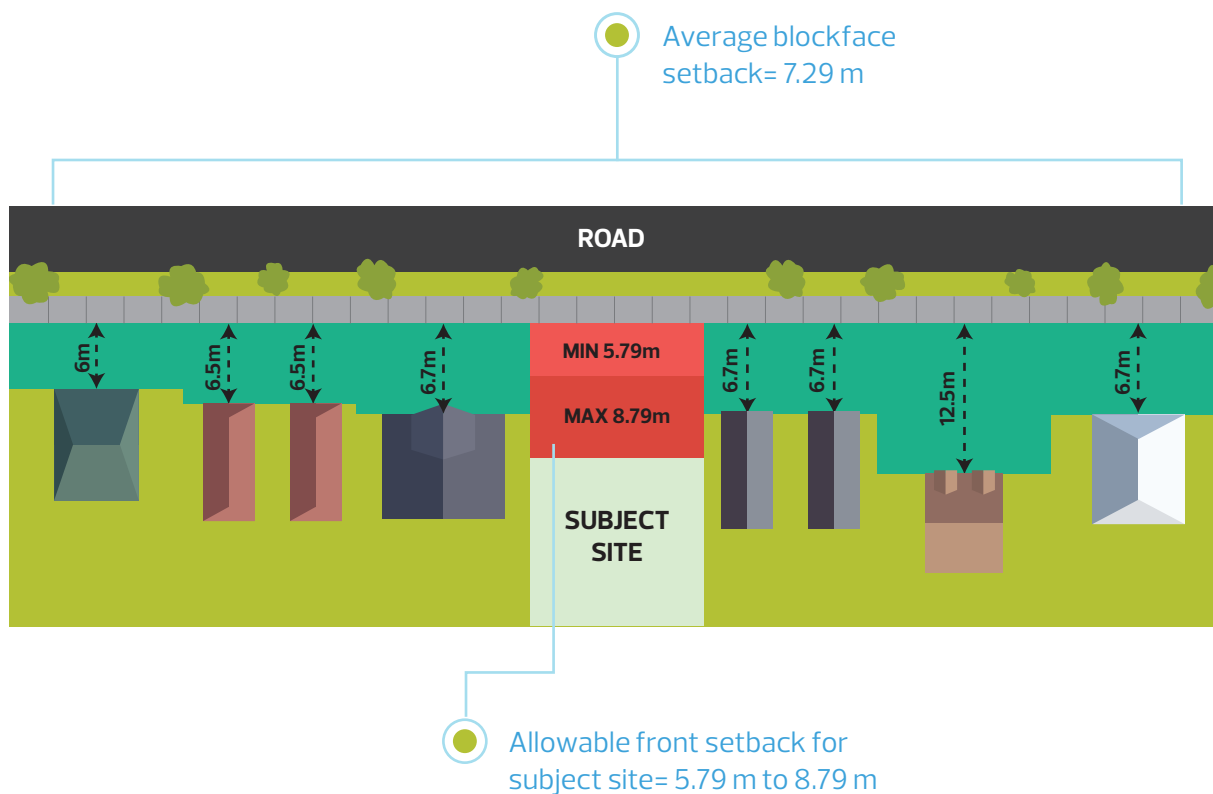 Average blockface
setback= 7.29 m
ROAD
6m
6.5m
6.5m
6.7m
MIN 5.79m
MAX 8.79m
6.7m
6.7m
12.5m
6.7m
SUBJECT
SITE
Allowable front setback for
subject site= 5.79 m to 8.79 m